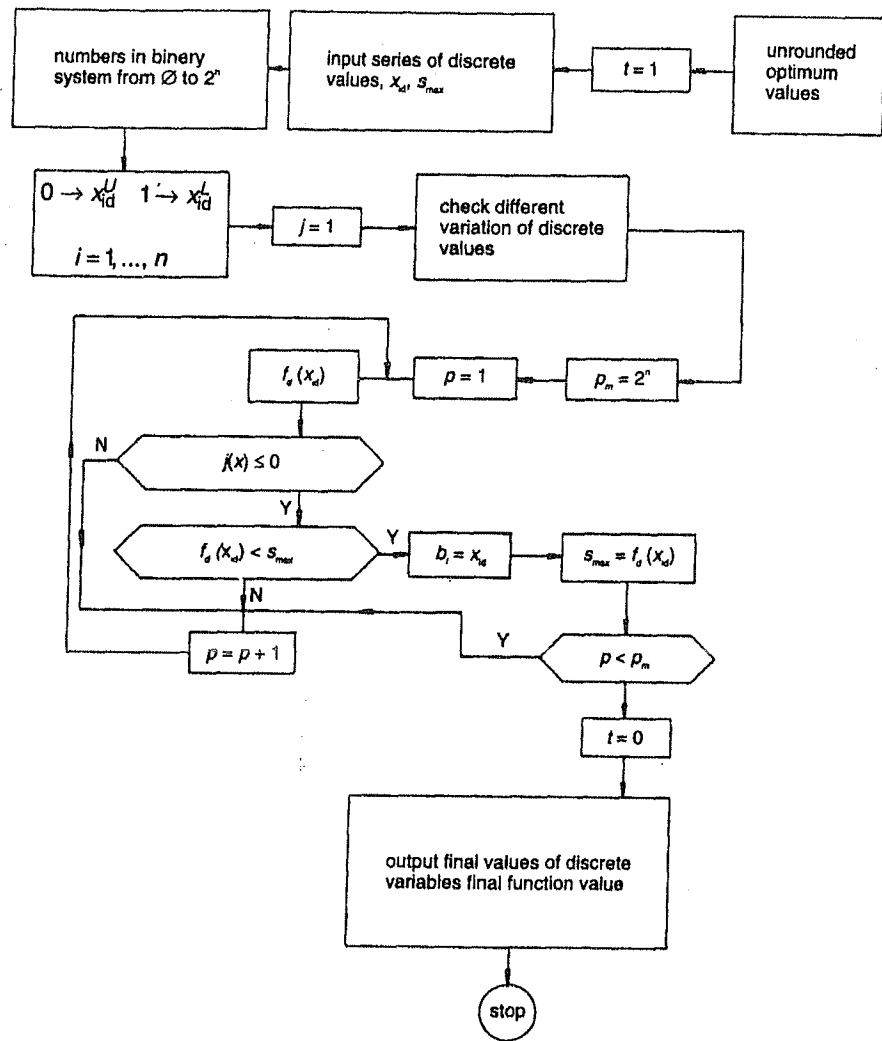 unrounded
optimum
values
t = 1
input series of discrete
values, x_id, s_max
numbers in binery
system from Ø to 2^n
0 → x_id^U 1 → x_id^L
i = 1, ..., n
j = 1
check different
variation of discrete
values
p_m = 2^n
p = 1
f_d (x_id)
j(x) ≤ 0
N
Y
f_d (x_id) < s_max
Y
N
b_i = x_id
s_max = f_d (x_id)
p = p + 1
Y
p < p_m
t = 0
output final values of discrete
variables final function value
stop